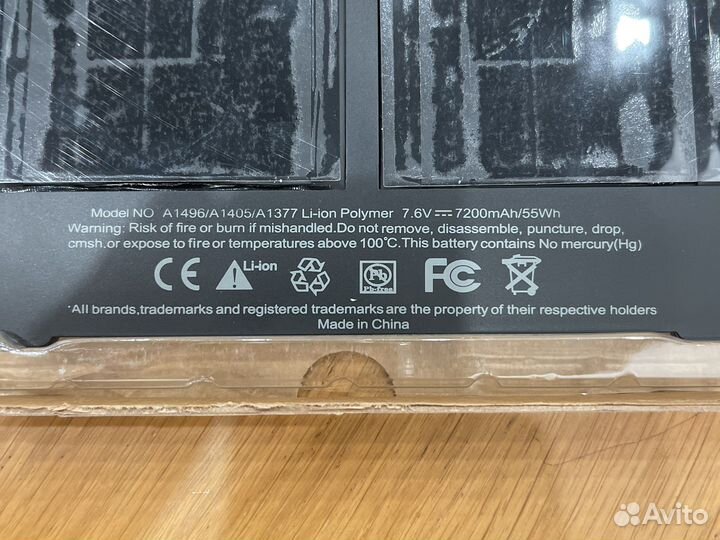 Model NO A1496/A1405/A1377 Li-ion Polymer 7.6V⎓7200mAh/55Wh
Warning: Risk of fire or burn if mishandled.Do not remove, disassemble, puncture, drop,
cmsh.or expose to fire or temperatures above 100°C.This battery contains No mercury(Hg)
CE Li-ion Pb Pb-free FC
*All brands,trademarks and registered trademarks are the property of their respective holders
Made in China
Avito